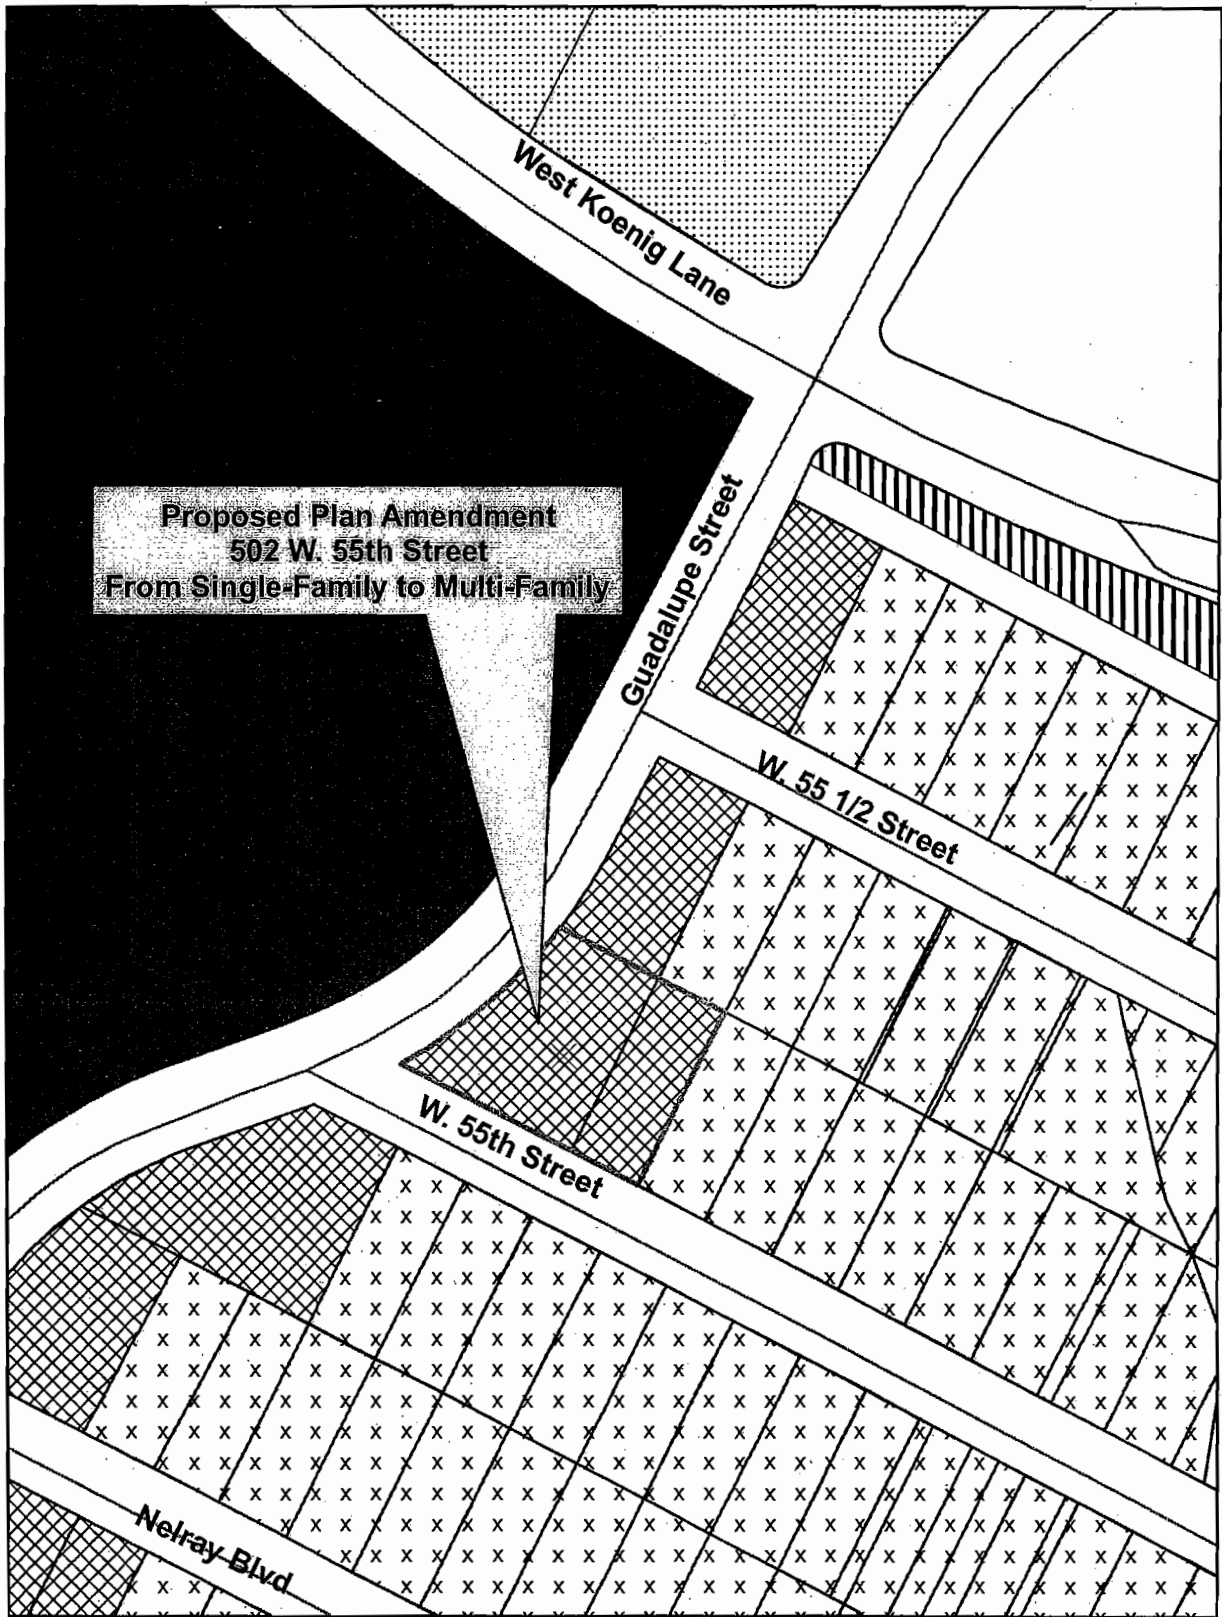 West Koenig Lane
Guadalupe Street
Proposed Plan Amendment
502 W. 55th Street
From Single-Family to Multi-Family
W. 55 1/2 Street
W. 55th Street
Nelray Blvd